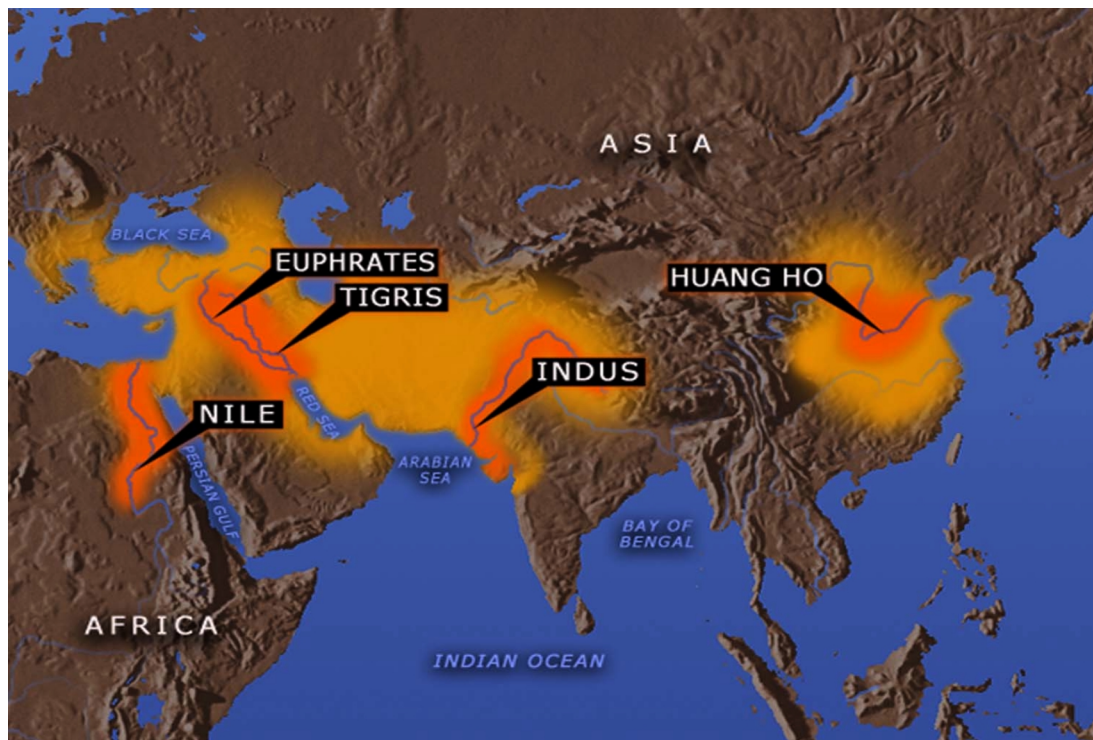 ASIA
BLACK SEA
EUPHRATES
TIGRIS
HUANG HO
INDUS
NILE
RED SEA
PERSIAN GULF
ARABIAN
SEA
BAY OF
BENGAL
AFRICA
INDIAN OCEAN